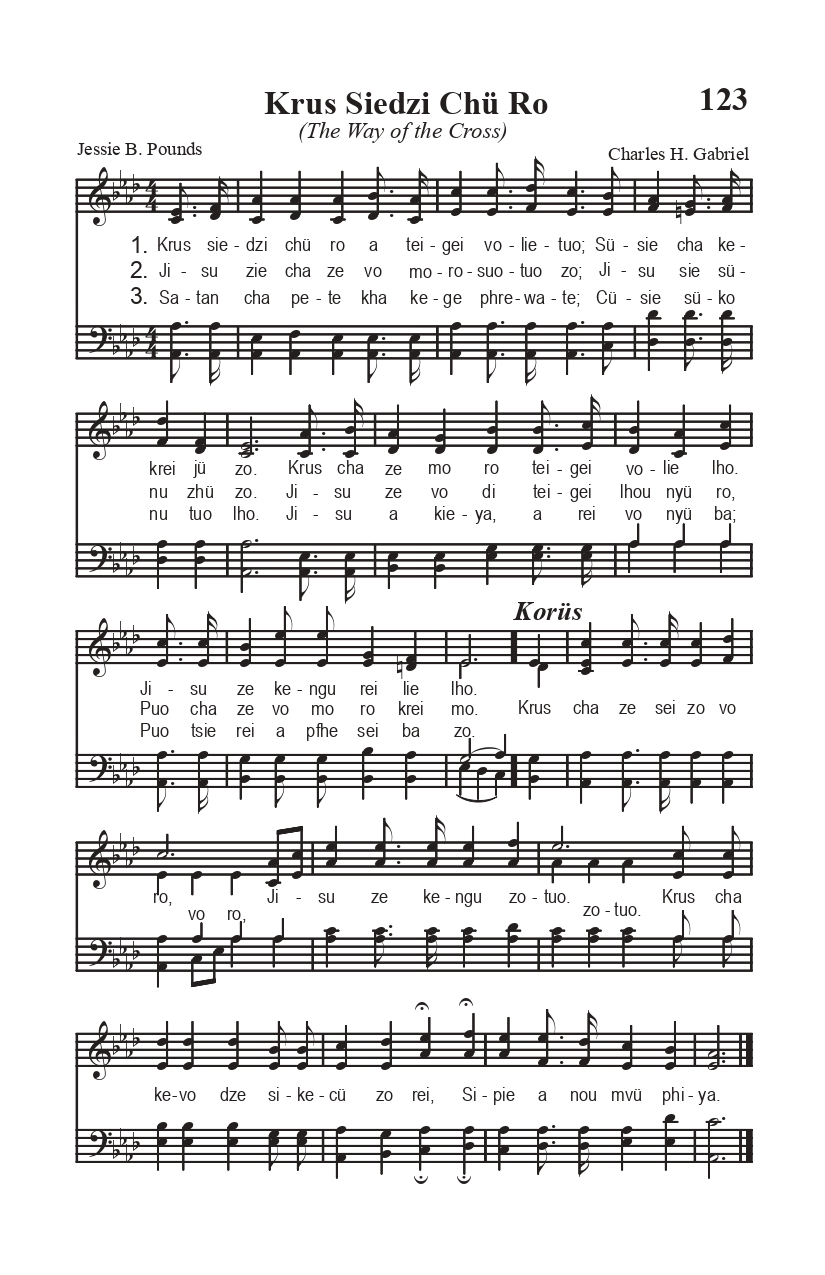 Krus Siedzi Chü Ro 123
(The Way of the Cross)
Jessie B. Pounds Charles H. Gabriel
1. Krus sie - dzi chü ro a tei - gei vo - lie - tuo; Sü - sie cha ke -
2. Ji - su zie cha ze vo mo - ro - suo - tuo zo; Ji - su sie sü -
3. Sa - tan cha pe - te kha ke - ge phre - wa - te; Cü - sie sü - ko
krei jü zo. Krus cha ze mo ro tei - gei vo - lie lho.
nu zhü zo. Ji - su ze vo di tei - gei lhou nyü ro,
nu tuo lho. Ji - su a kie - ya, a rei vo nyü ba;
Korüs
Ji - su ze ke - ngu rei lie lho.
Puo cha ze vo mo ro krei mo. Krus cha ze sei zo vo
Puo tsie rei a pfhe sei ba zo.
ro, Ji - su ze ke - ngu zo - tuo. Krus cha
vo ro, zo - tuo.
ke - vo dze si - ke - cü zo rei, Si - pie a nou mvü phi - ya.